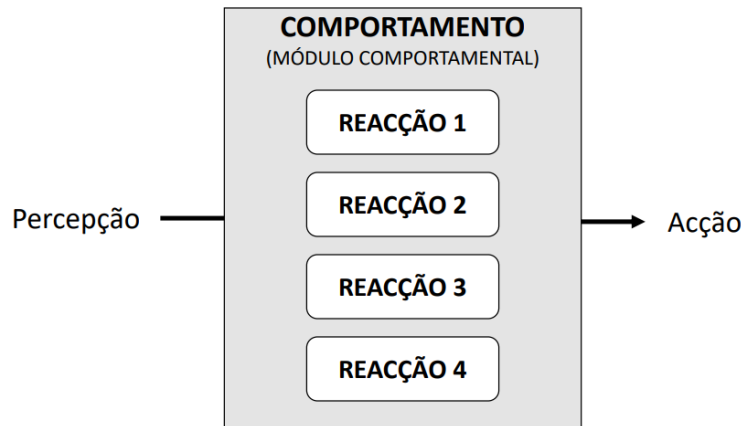 COMPORTAMENTO
(MÓDULO COMPORTAMENTAL)
REACÇÃO 1
REACÇÃO 2
Percepção
Acção
REACÇÃO 3
REACÇÃO 4